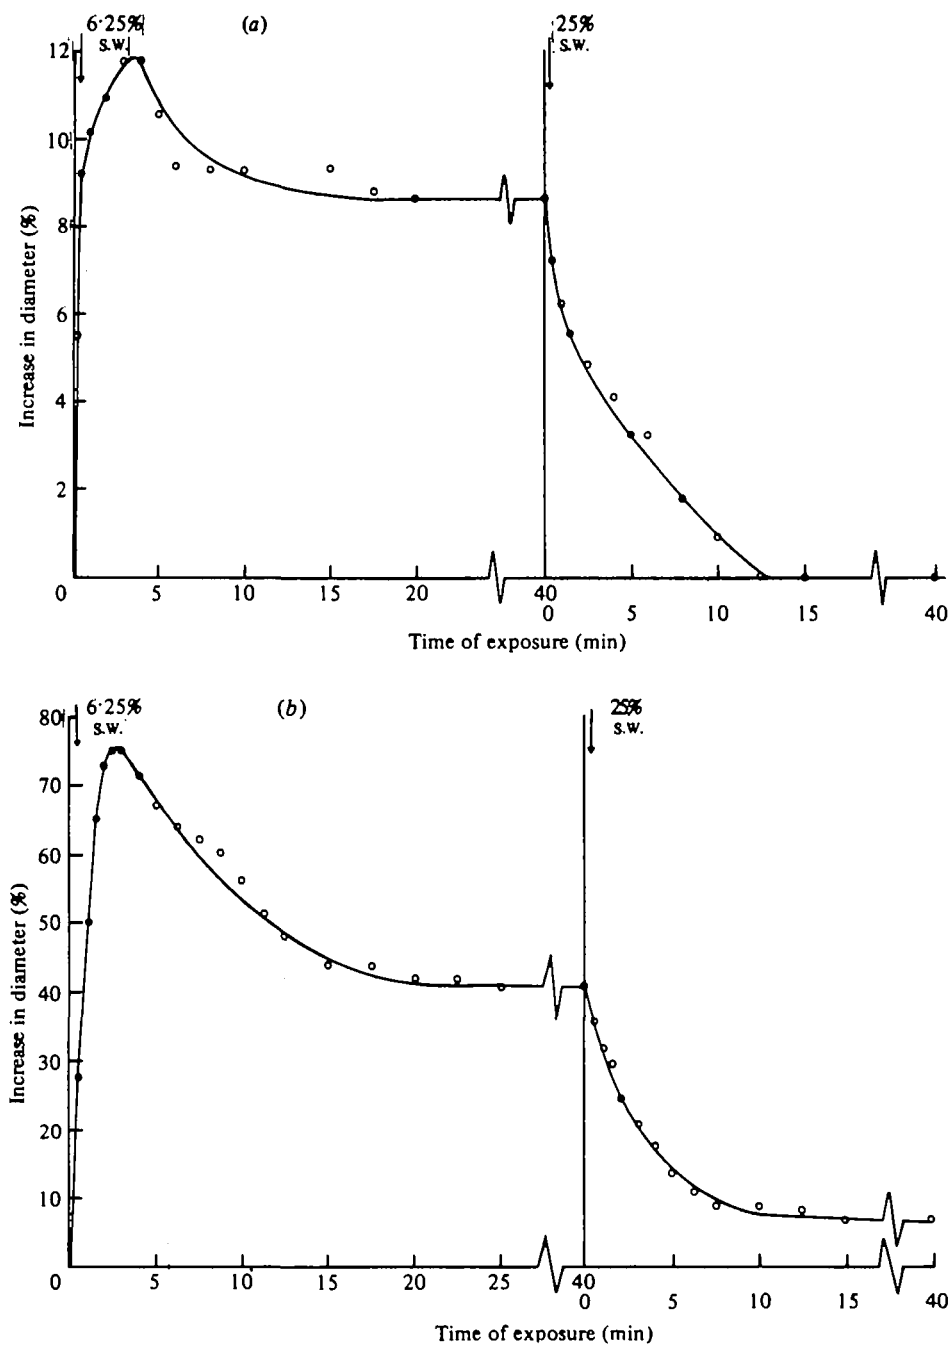 6·25% (a) 25%
s.w. s.w.
12
10
8
6
4
2
Increase in diameter (%)
0 5 10 15 20 25 40 0 5 10 15 40
Time of exposure (min)
6·25% (b) 25%
s.w. s.w.
80
70
60
50
40
30
20
10
Increase in diameter (%)
0 5 10 15 20 25 40 0 5 10 15 40
Time of exposure (min)